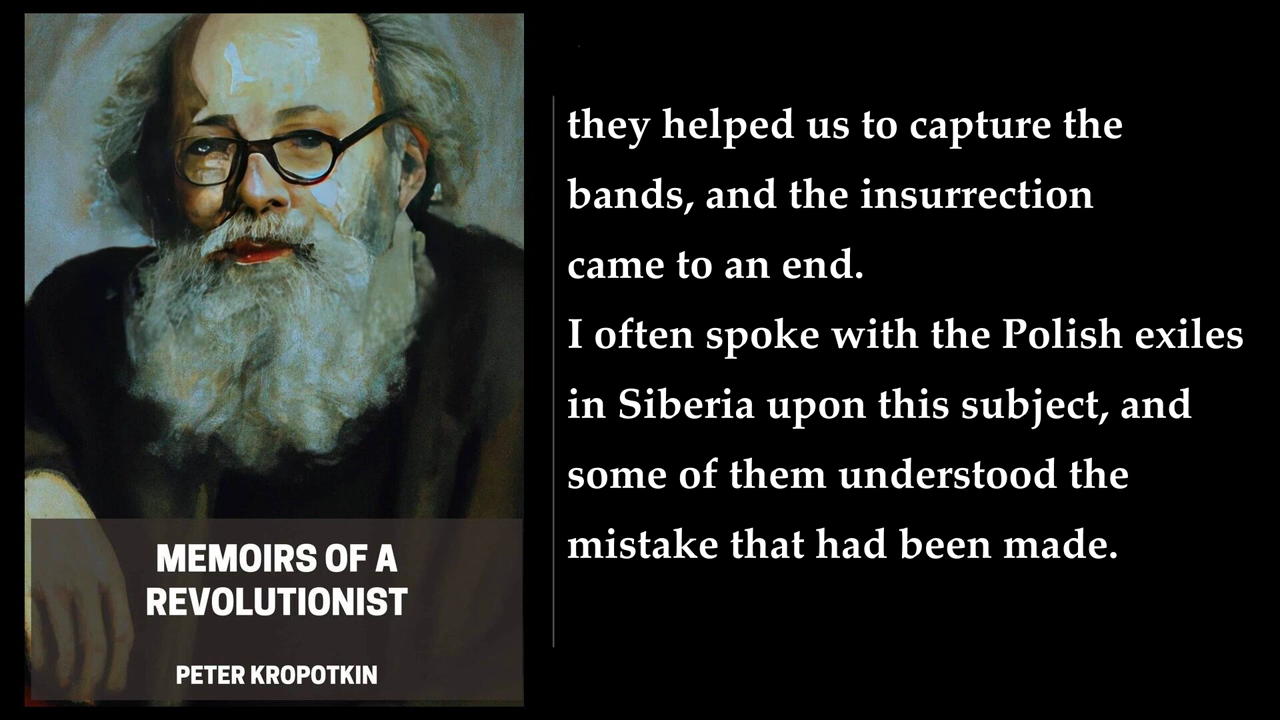 MEMOIRS OF A
REVOLUTIONIST
PETER KROPOTKIN
they helped us to capture the
bands, and the insurrection
came to an end.
I often spoke with the Polish exiles
in Siberia upon this subject, and
some of them understood the
mistake that had been made.